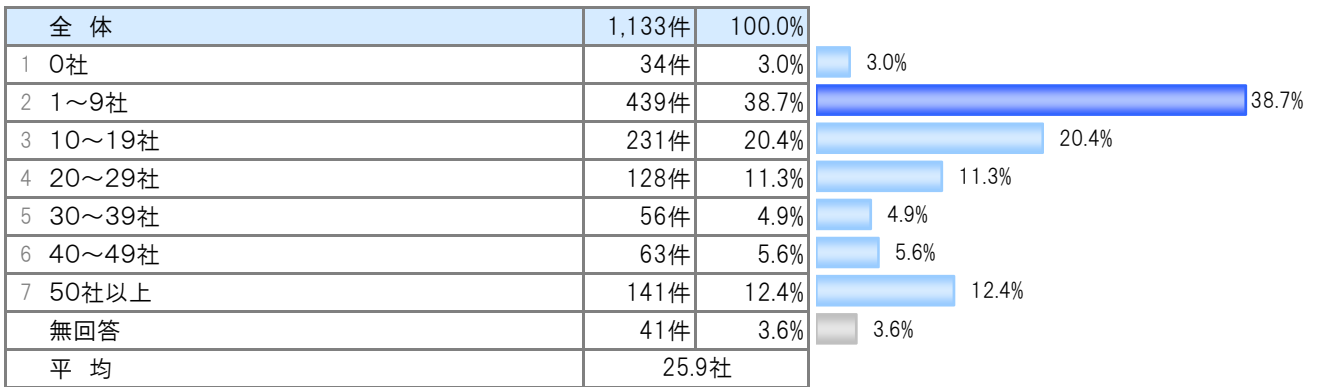 全 体 1,133件 100.0%
1 0社 34件 3.0% 3.0%
2 1～9社 439件 38.7% 38.7%
3 10～19社 231件 20.4% 20.4%
4 20～29社 128件 11.3% 11.3%
5 30～39社 56件 4.9% 4.9%
6 40～49社 63件 5.6% 5.6%
7 50社以上 141件 12.4% 12.4%
無回答 41件 3.6% 3.6%
平 均 25.9社